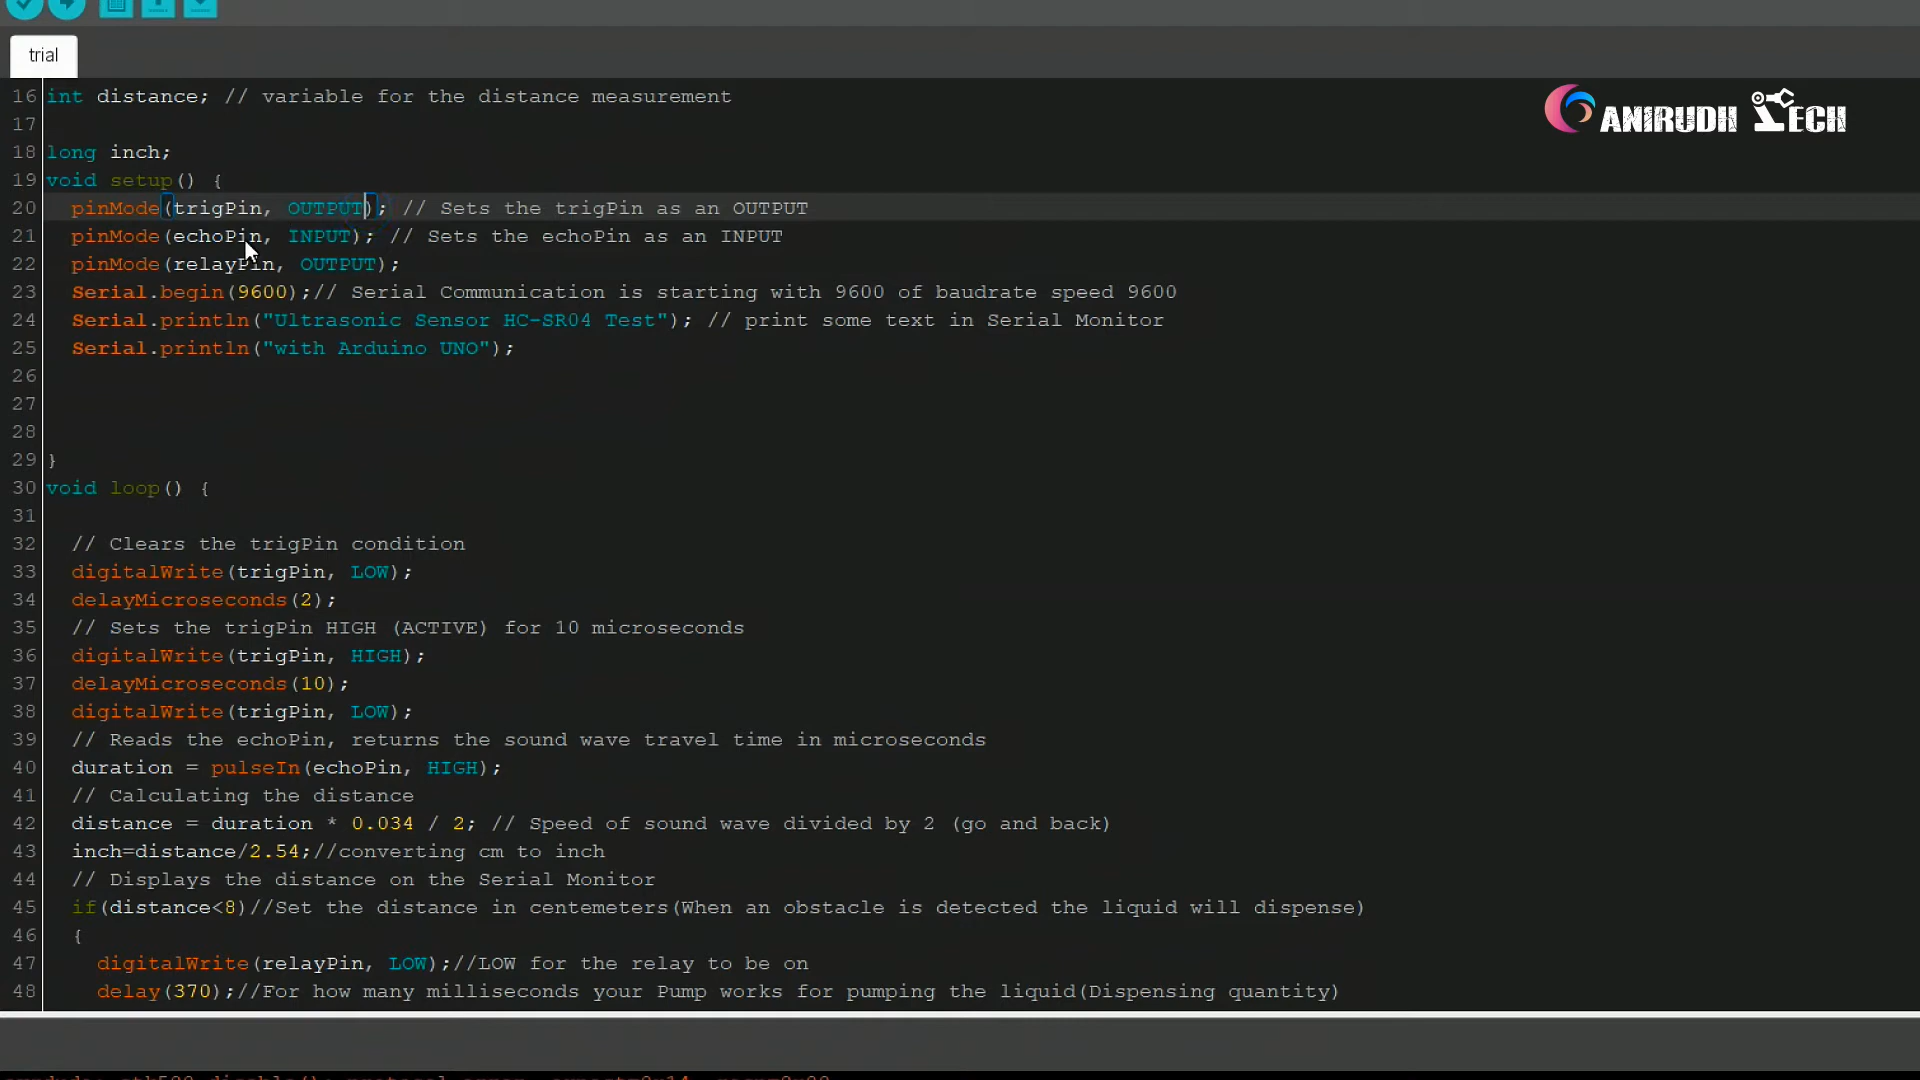 trial
ANIRUDH TECH
16 int distance; // variable for the distance measurement
17
18 long inch;
19 void setup() {
20 pinMode(trigPin, OUTPUT); // Sets the trigPin as an OUTPUT
21 pinMode(echoPin, INPUT); // Sets the echoPin as an INPUT
22 pinMode(relayPin, OUTPUT);
23 Serial.begin(9600);// Serial Communication is starting with 9600 of baudrate speed 9600
24 Serial.println("Ultrasonic Sensor HC-SR04 Test"); // print some text in Serial Monitor
25 Serial.println("with Arduino UNO");
26
27
28
29 }
30 void loop() {
31
32 // Clears the trigPin condition
33 digitalWrite(trigPin, LOW);
34 delayMicroseconds(2);
35 // Sets the trigPin HIGH (ACTIVE) for 10 microseconds
36 digitalWrite(trigPin, HIGH);
37 delayMicroseconds(10);
38 digitalWrite(trigPin, LOW);
39 // Reads the echoPin, returns the sound wave travel time in microseconds
40 duration = pulseIn(echoPin, HIGH);
41 // Calculating the distance
42 distance = duration * 0.034 / 2; // Speed of sound wave divided by 2 (go and back)
43 inch=distance/2.54;//converting cm to inch
44 // Displays the distance on the Serial Monitor
45 if(distance<8)//Set the distance in centemeters(When an obstacle is detected the liquid will dispense)
46 {
47 digitalWrite(relayPin, LOW);//LOW for the relay to be on
48 delay(370);//For how many milliseconds your Pump works for pumping the liquid(Dispensing quantity)